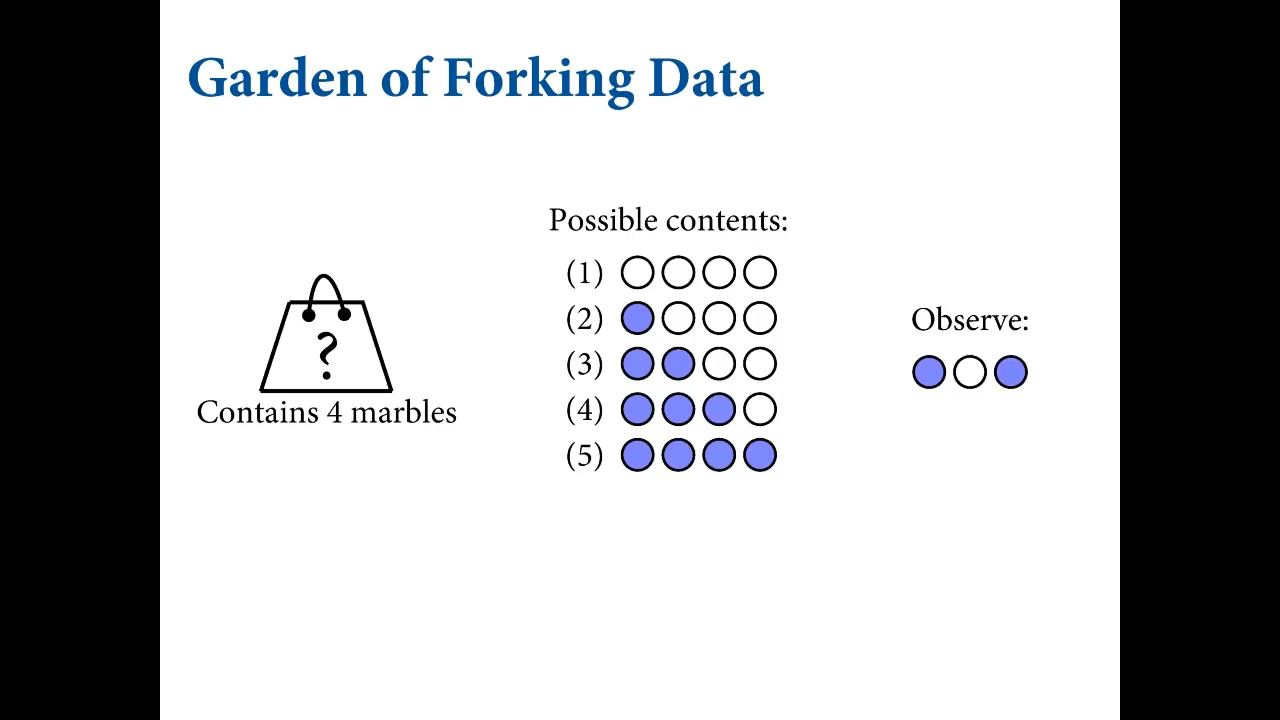 Garden of Forking Data
Possible contents:
(1)
(2)
(3)
(4)
(5)
?
Contains 4 marbles
Observe: